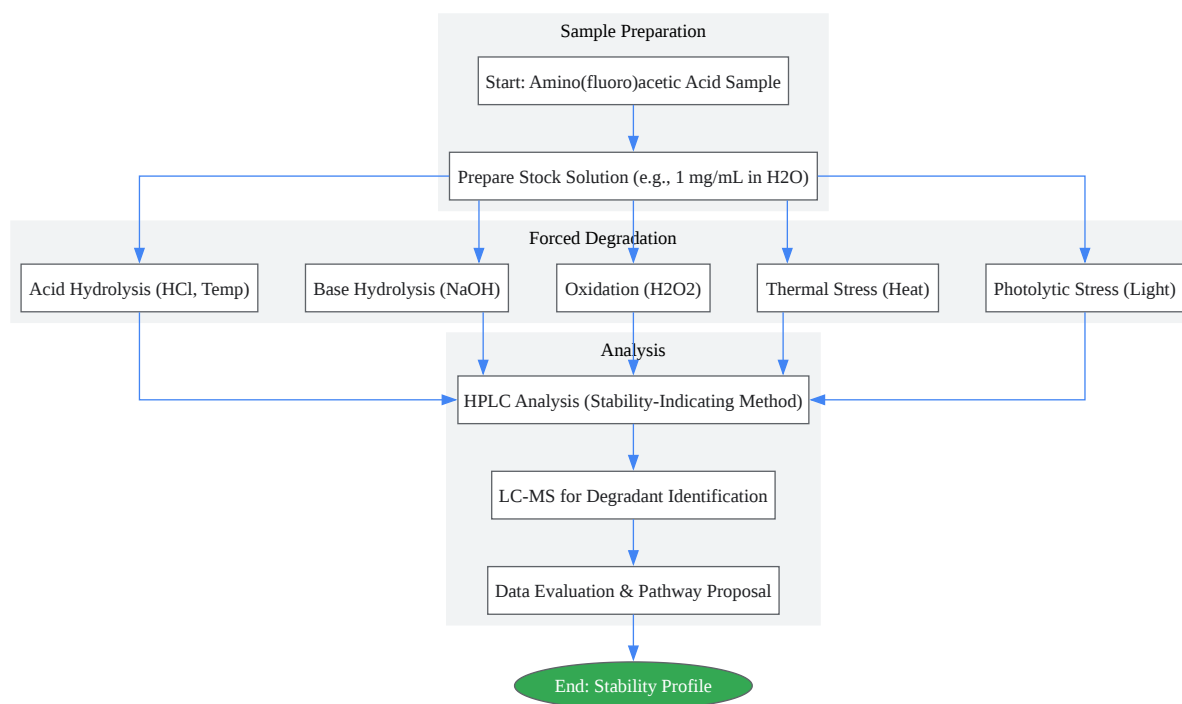 Sample Preparation
Start: Amino(fluoro)acetic Acid Sample
Prepare Stock Solution (e.g., 1 mg/mL in H2O)
Forced Degradation
Acid Hydrolysis (HCl, Temp)
Base Hydrolysis (NaOH)
Oxidation (H2O2)
Thermal Stress (Heat)
Photolytic Stress (Light)
Analysis
HPLC Analysis (Stability-Indicating Method)
LC-MS for Degradant Identification
Data Evaluation & Pathway Proposal
End: Stability Profile